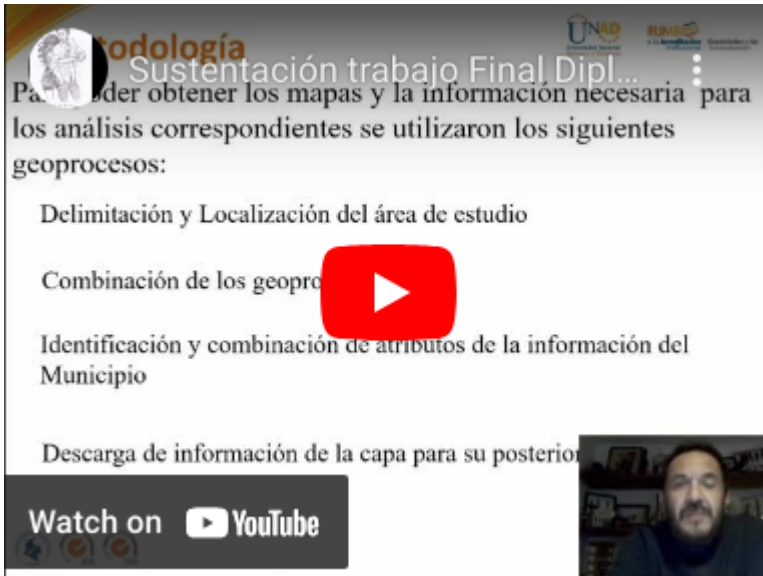 todología
UNAD
Sustentación trabajo Final Dipl...
der obtener los mapas y la información necesaria para
los análisis correspondientes se utilizaron los siguientes
geoprocesos:
Delimitación y Localización del área de estudio
Combinación de los geopro
Identificación y combinación de atributos de la información del
Municipio
Descarga de información de la capa para su posterior
Watch on YouTube